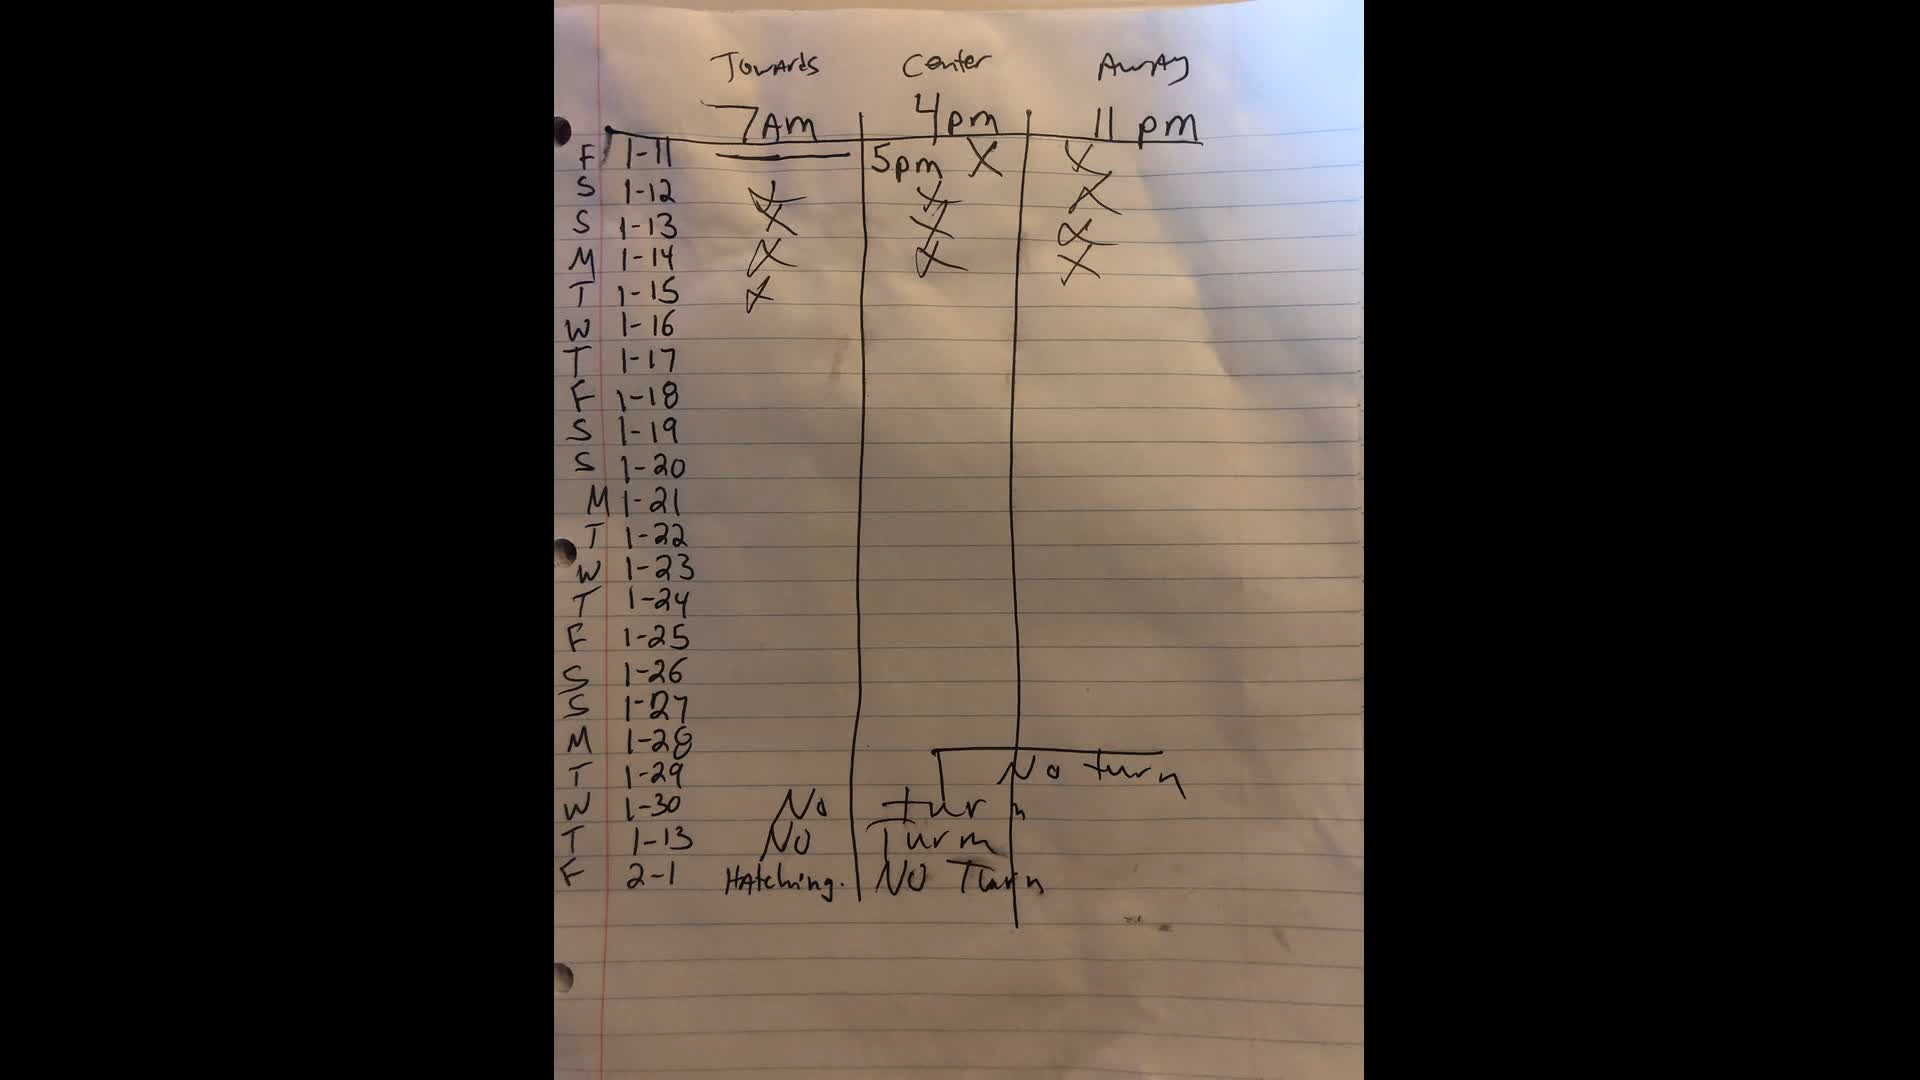 Towards Center Away
7AM 4pm 11 pm
F 1-11 5pm X X
S 1-12 X X X
S 1-13 X X X
M 1-14 X X X
T 1-15 X
W 1-16
T 1-17
F 1-18
S 1-19
S 1-20
M 1-21
T 1-22
W 1-23
T 1-24
F 1-25
S 1-26
S 1-27
M 1-28
T 1-29 No turn
W 1-30 No turn
T 1-13 No Turn
F 2-1 Hatching. NO Turn